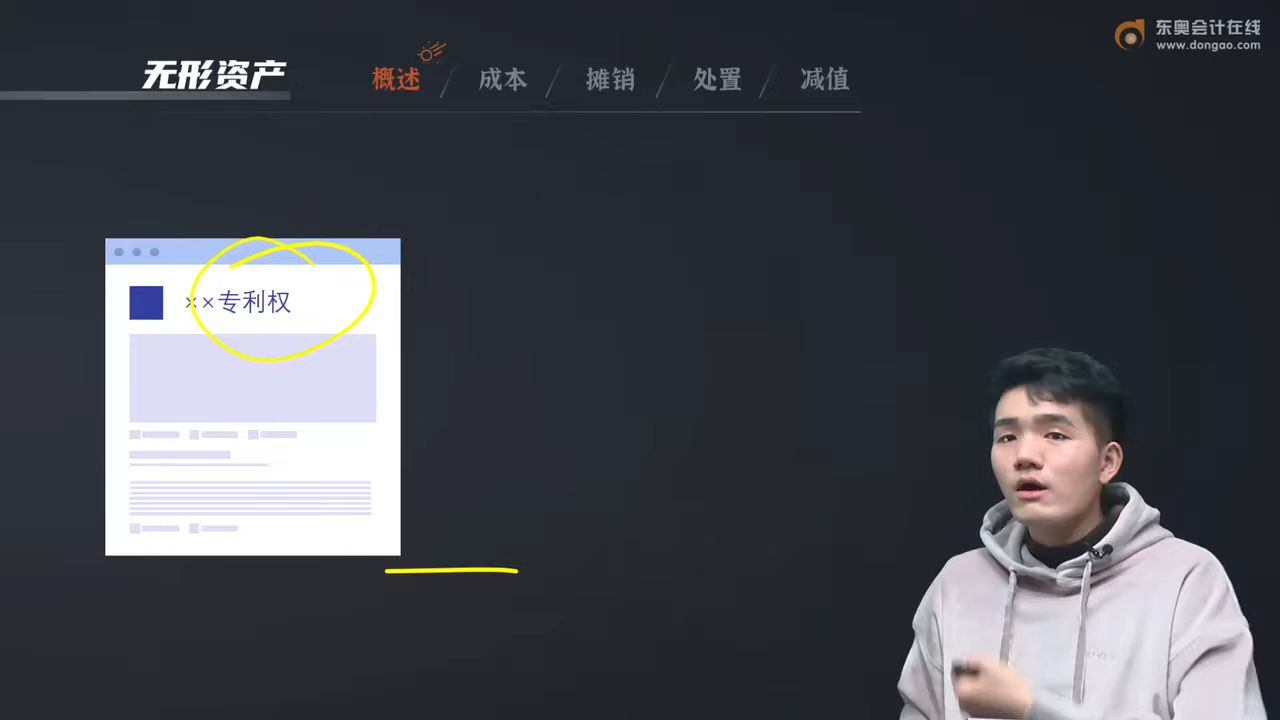 东奥会计在线
www.dongao.com
无形资产
概述 / 成本 / 摊销 / 处置 / 减值
××专利权